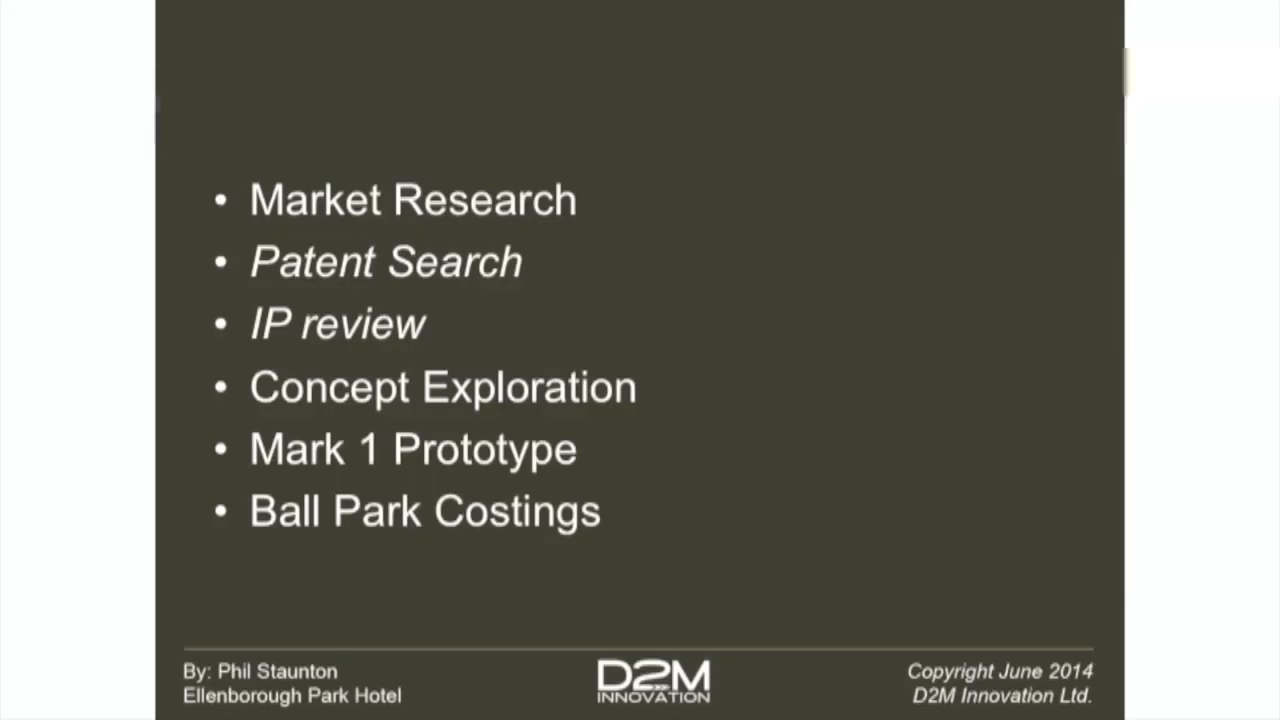 • Market Research
• Patent Search
• IP review
• Concept Exploration
• Mark 1 Prototype
• Ball Park Costings
By: Phil Staunton
Ellenborough Park Hotel
D2M
INNOVATION
Copyright June 2014
D2M Innovation Ltd.